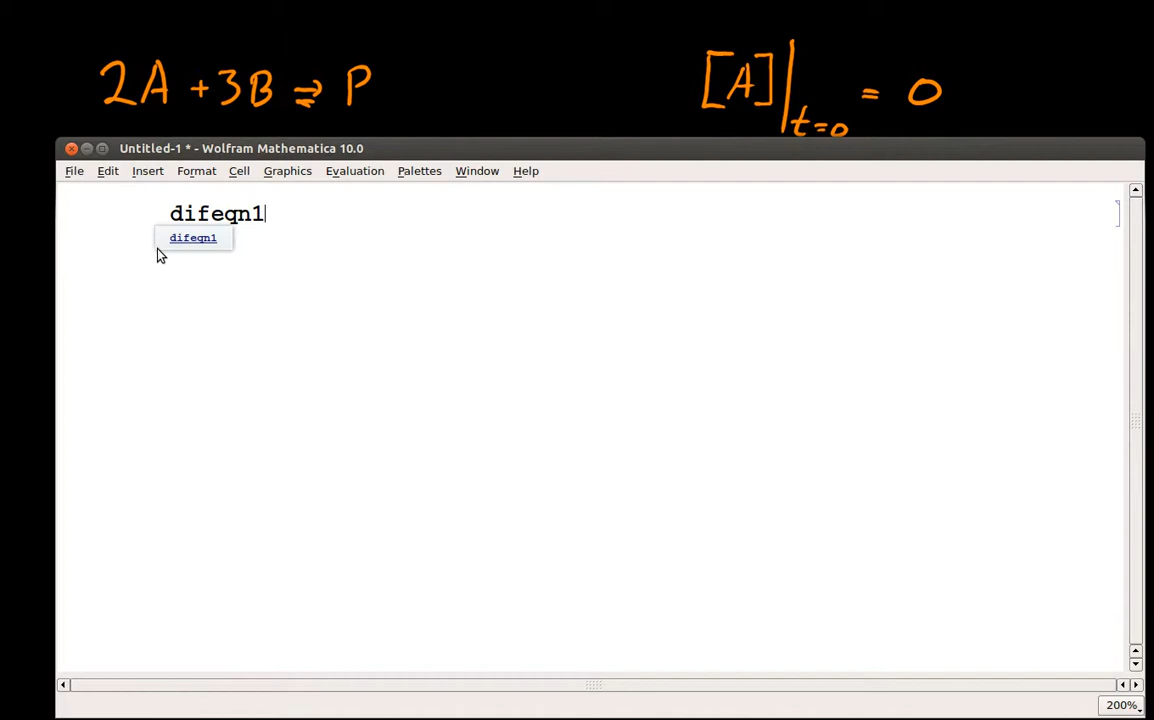 2A + 3B ⇌ P
[A]|t=0 = 0
Untitled-1 * - Wolfram Mathematica 10.0
File Edit Insert Format Cell Graphics Evaluation Palettes Window Help
difeqn1
difeqn1
200%